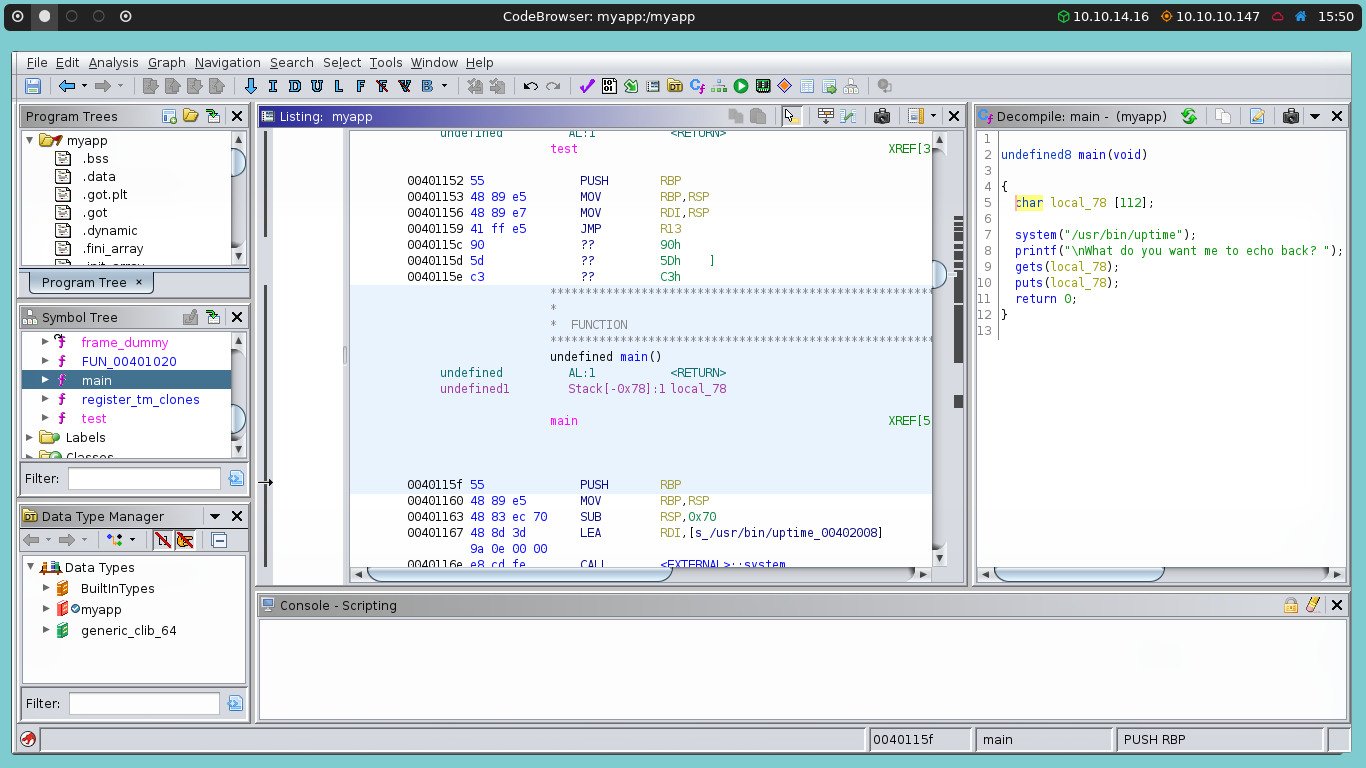 CodeBrowser: myapp:/myapp
10.10.14.16
10.10.10.147
15:50
File Edit Analysis Graph Navigation Search Select Tools Window Help
I D U L F R V B
Program Trees
myapp
.bss
.data
.got.plt
.got
.dynamic
.fini_array
.init_array
Program Tree ×
Symbol Tree
frame_dummy
FUN_00401020
main
register_tm_clones
test
Labels
Classes
Filter:
Data Type Manager
Data Types
BuiltInTypes
myapp
generic_clib_64
Filter:
Listing: myapp
undefined AL:1 <RETURN>
test XREF[3
00401152 55 PUSH RBP
00401153 48 89 e5 MOV RBP,RSP
00401156 48 89 e7 MOV RDI,RSP
00401159 41 ff e5 JMP R13
0040115c 90 ?? 90h
0040115d 5d ?? 5Dh ]
0040115e c3 ?? C3h
*******************************************************
*
* FUNCTION
*******************************************************
undefined main()
undefined AL:1 <RETURN>
undefined1 Stack[-0x78]:1 local_78
main XREF[5
0040115f 55 PUSH RBP
00401160 48 89 e5 MOV RBP,RSP
00401163 48 83 ec 70 SUB RSP,0x70
00401167 48 8d 3d LEA RDI,[s_/usr/bin/uptime_00402008]
9a 0e 00 00
0040116e e8 cd fe CALL <EXTERNAL>::system
Decompile: main - (myapp)
1
2 undefined8 main(void)
3
4 {
5 char local_78 [112];
6
7 system("/usr/bin/uptime");
8 printf("\nWhat do you want me to echo back? ");
9 gets(local_78);
10 puts(local_78);
11 return 0;
12 }
13
Console - Scripting
0040115f
main
PUSH RBP